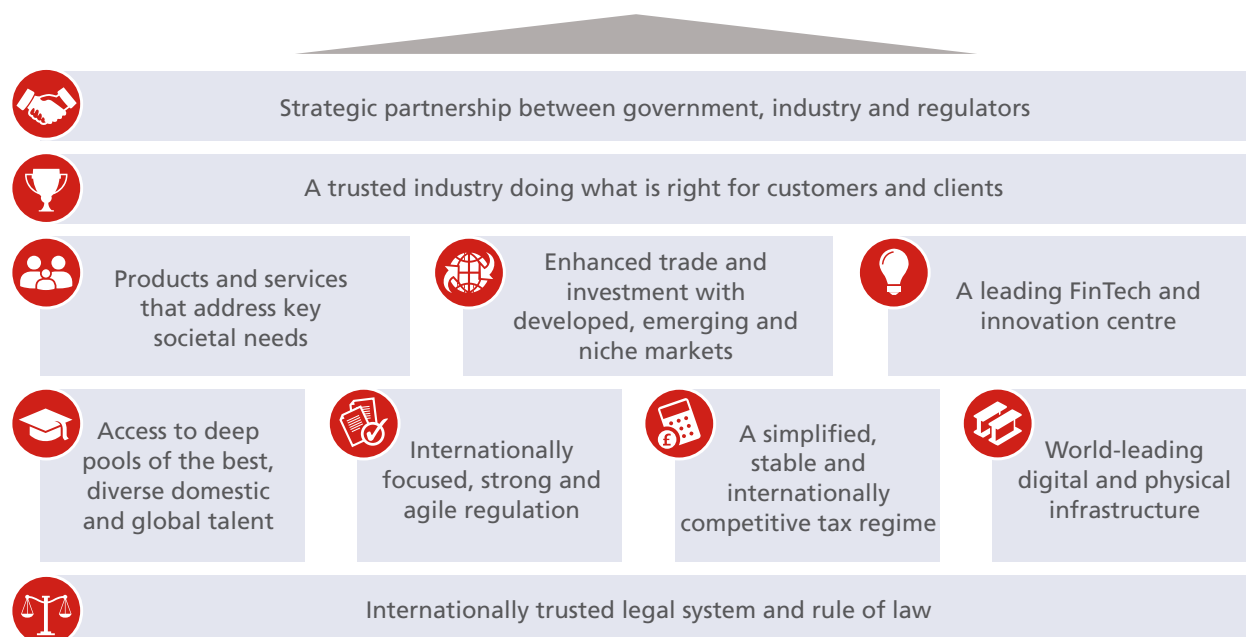 Strategic partnership between government, industry and regulators
A trusted industry doing what is right for customers and clients
Products and services
that address key
societal needs
Enhanced trade and
investment with
developed, emerging and
niche markets
A leading FinTech and
innovation centre
Access to deep
pools of the best,
diverse domestic
and global talent
Internationally
focused, strong and
agile regulation
£
A simplified,
stable and
internationally
competitive tax regime
World-leading
digital and physical
infrastructure
Internationally trusted legal system and rule of law